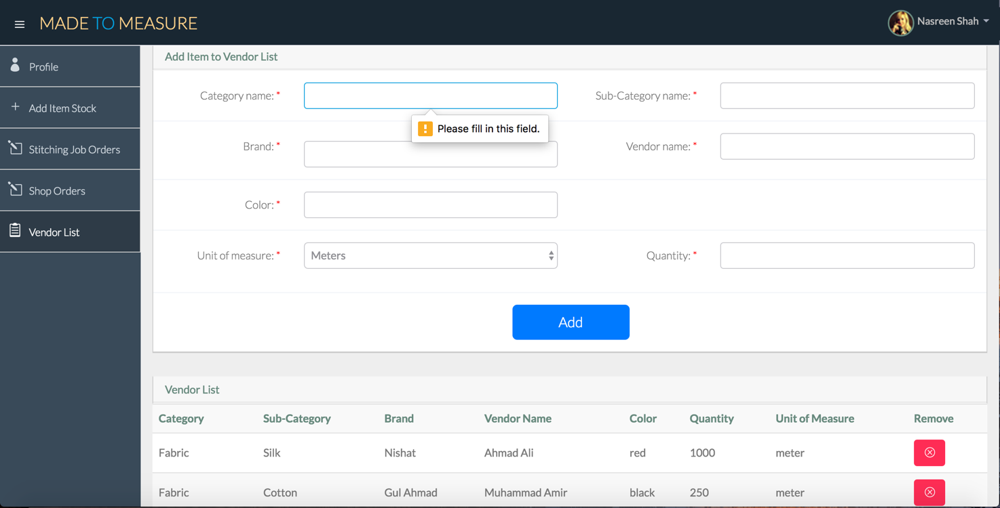 MADE TO MEASURE
Nasreen Shah
Profile
Add Item Stock
Stitching Job Orders
Shop Orders
Vendor List
Add Item to Vendor List
Category name: * Sub-Category name: *
Please fill in this field.
Brand: * Vendor name: *
Color: *
Unit of measure: * Meters Quantity: *
Add
Vendor List
Category Sub-Category Brand Vendor Name Color Quantity Unit of Measure Remove
Fabric Silk Nishat Ahmad Ali red 1000 meter
Fabric Cotton Gul Ahmad Muhammad Amir black 250 meter